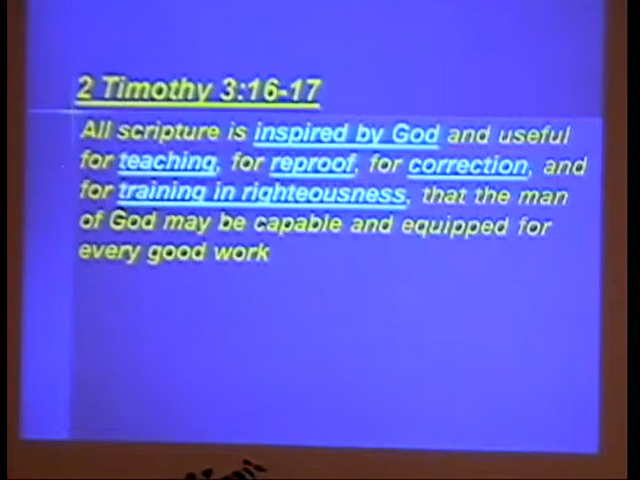 2 Timothy 3:16-17
All scripture is inspired by God and useful
for teaching, for reproof, for correction, and
for training in righteousness, that the man
of God may be capable and equipped for
every good work